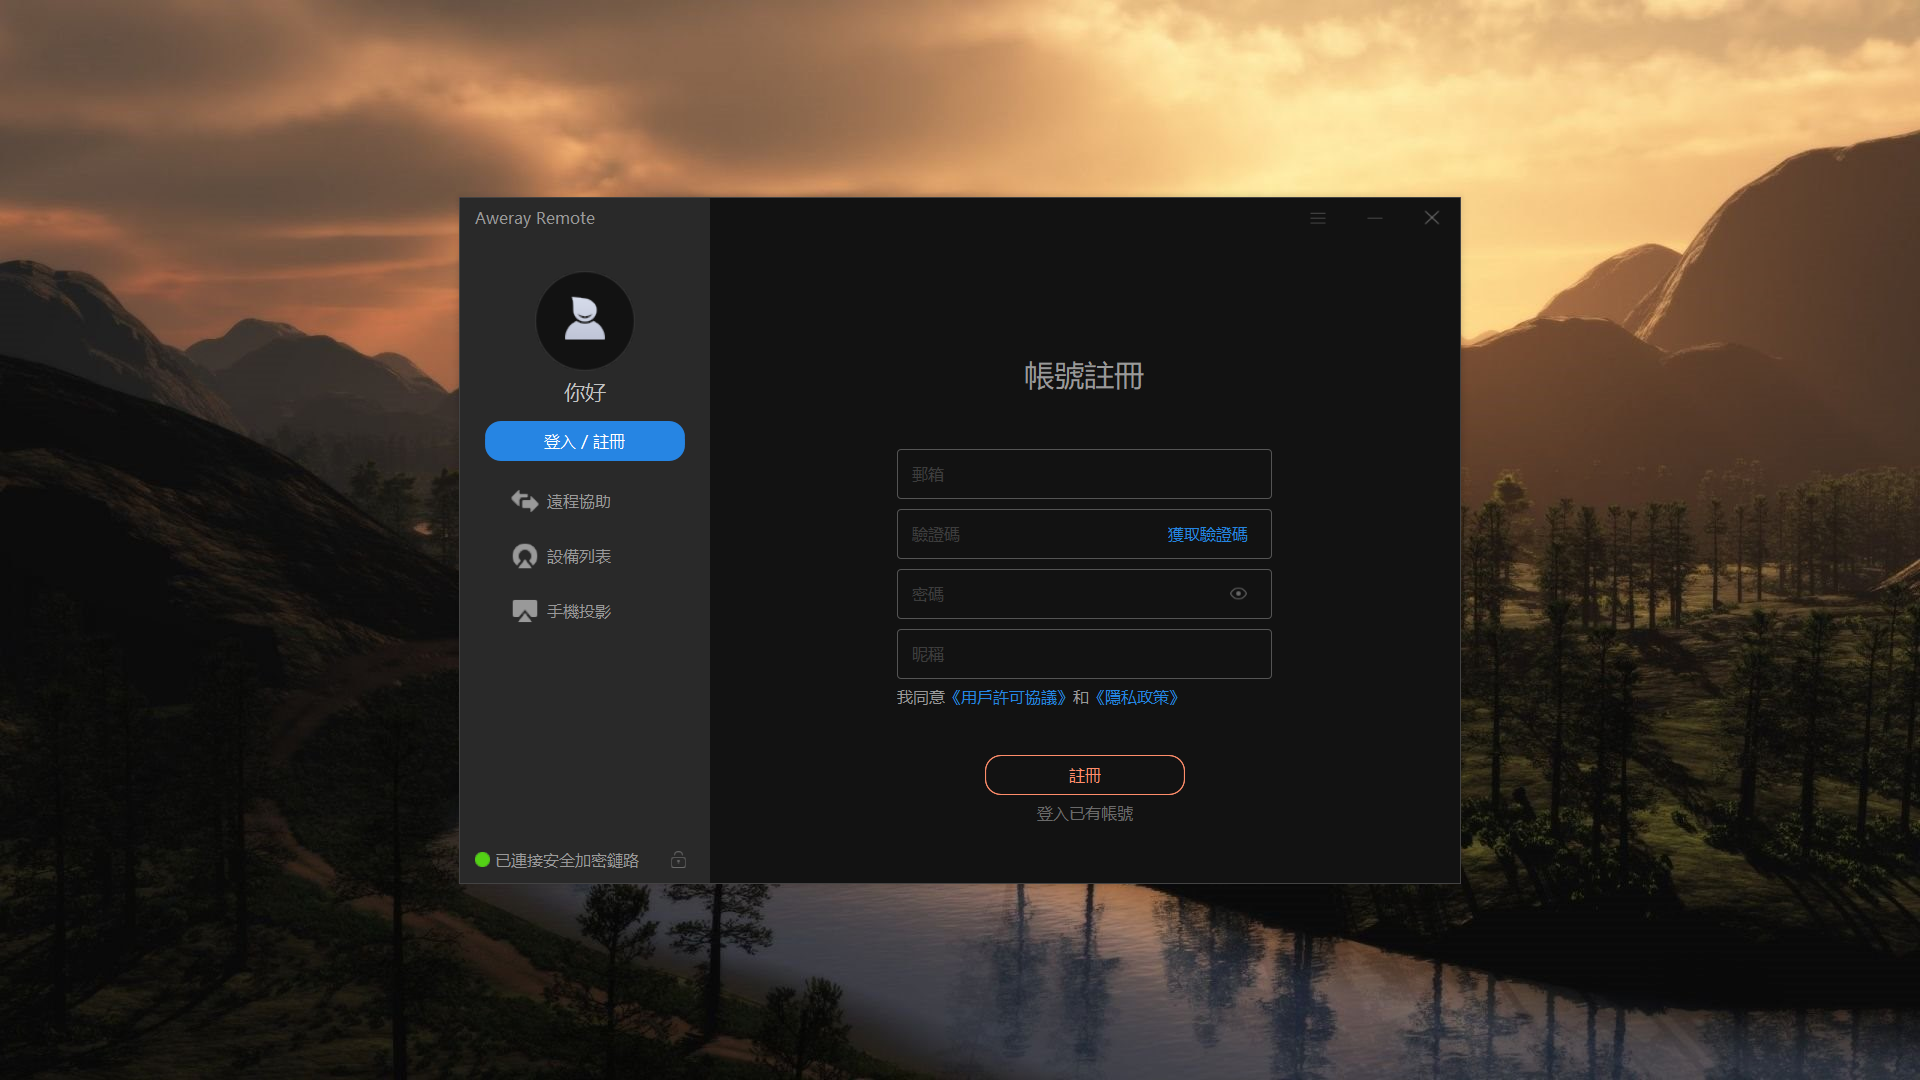 Aweray Remote
你好
登入 / 註冊
遠程協助
設備列表
手機投影
已連接安全加密鏈路
帳號註冊
郵箱
驗證碼 獲取驗證碼
密碼
昵稱
我同意《用戶許可協議》和《隱私政策》
註冊
登入已有帳號